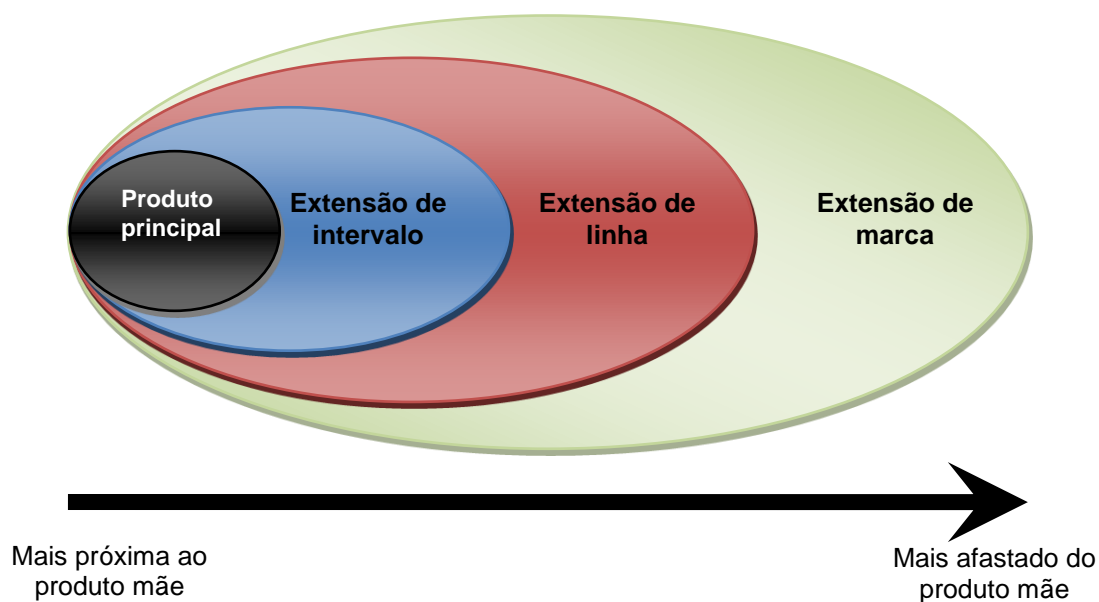 Produto
principal
Extensão de
intervalo
Extensão de
linha
Extensão de
marca
Mais próxima ao
produto mãe
Mais afastado do
produto mãe